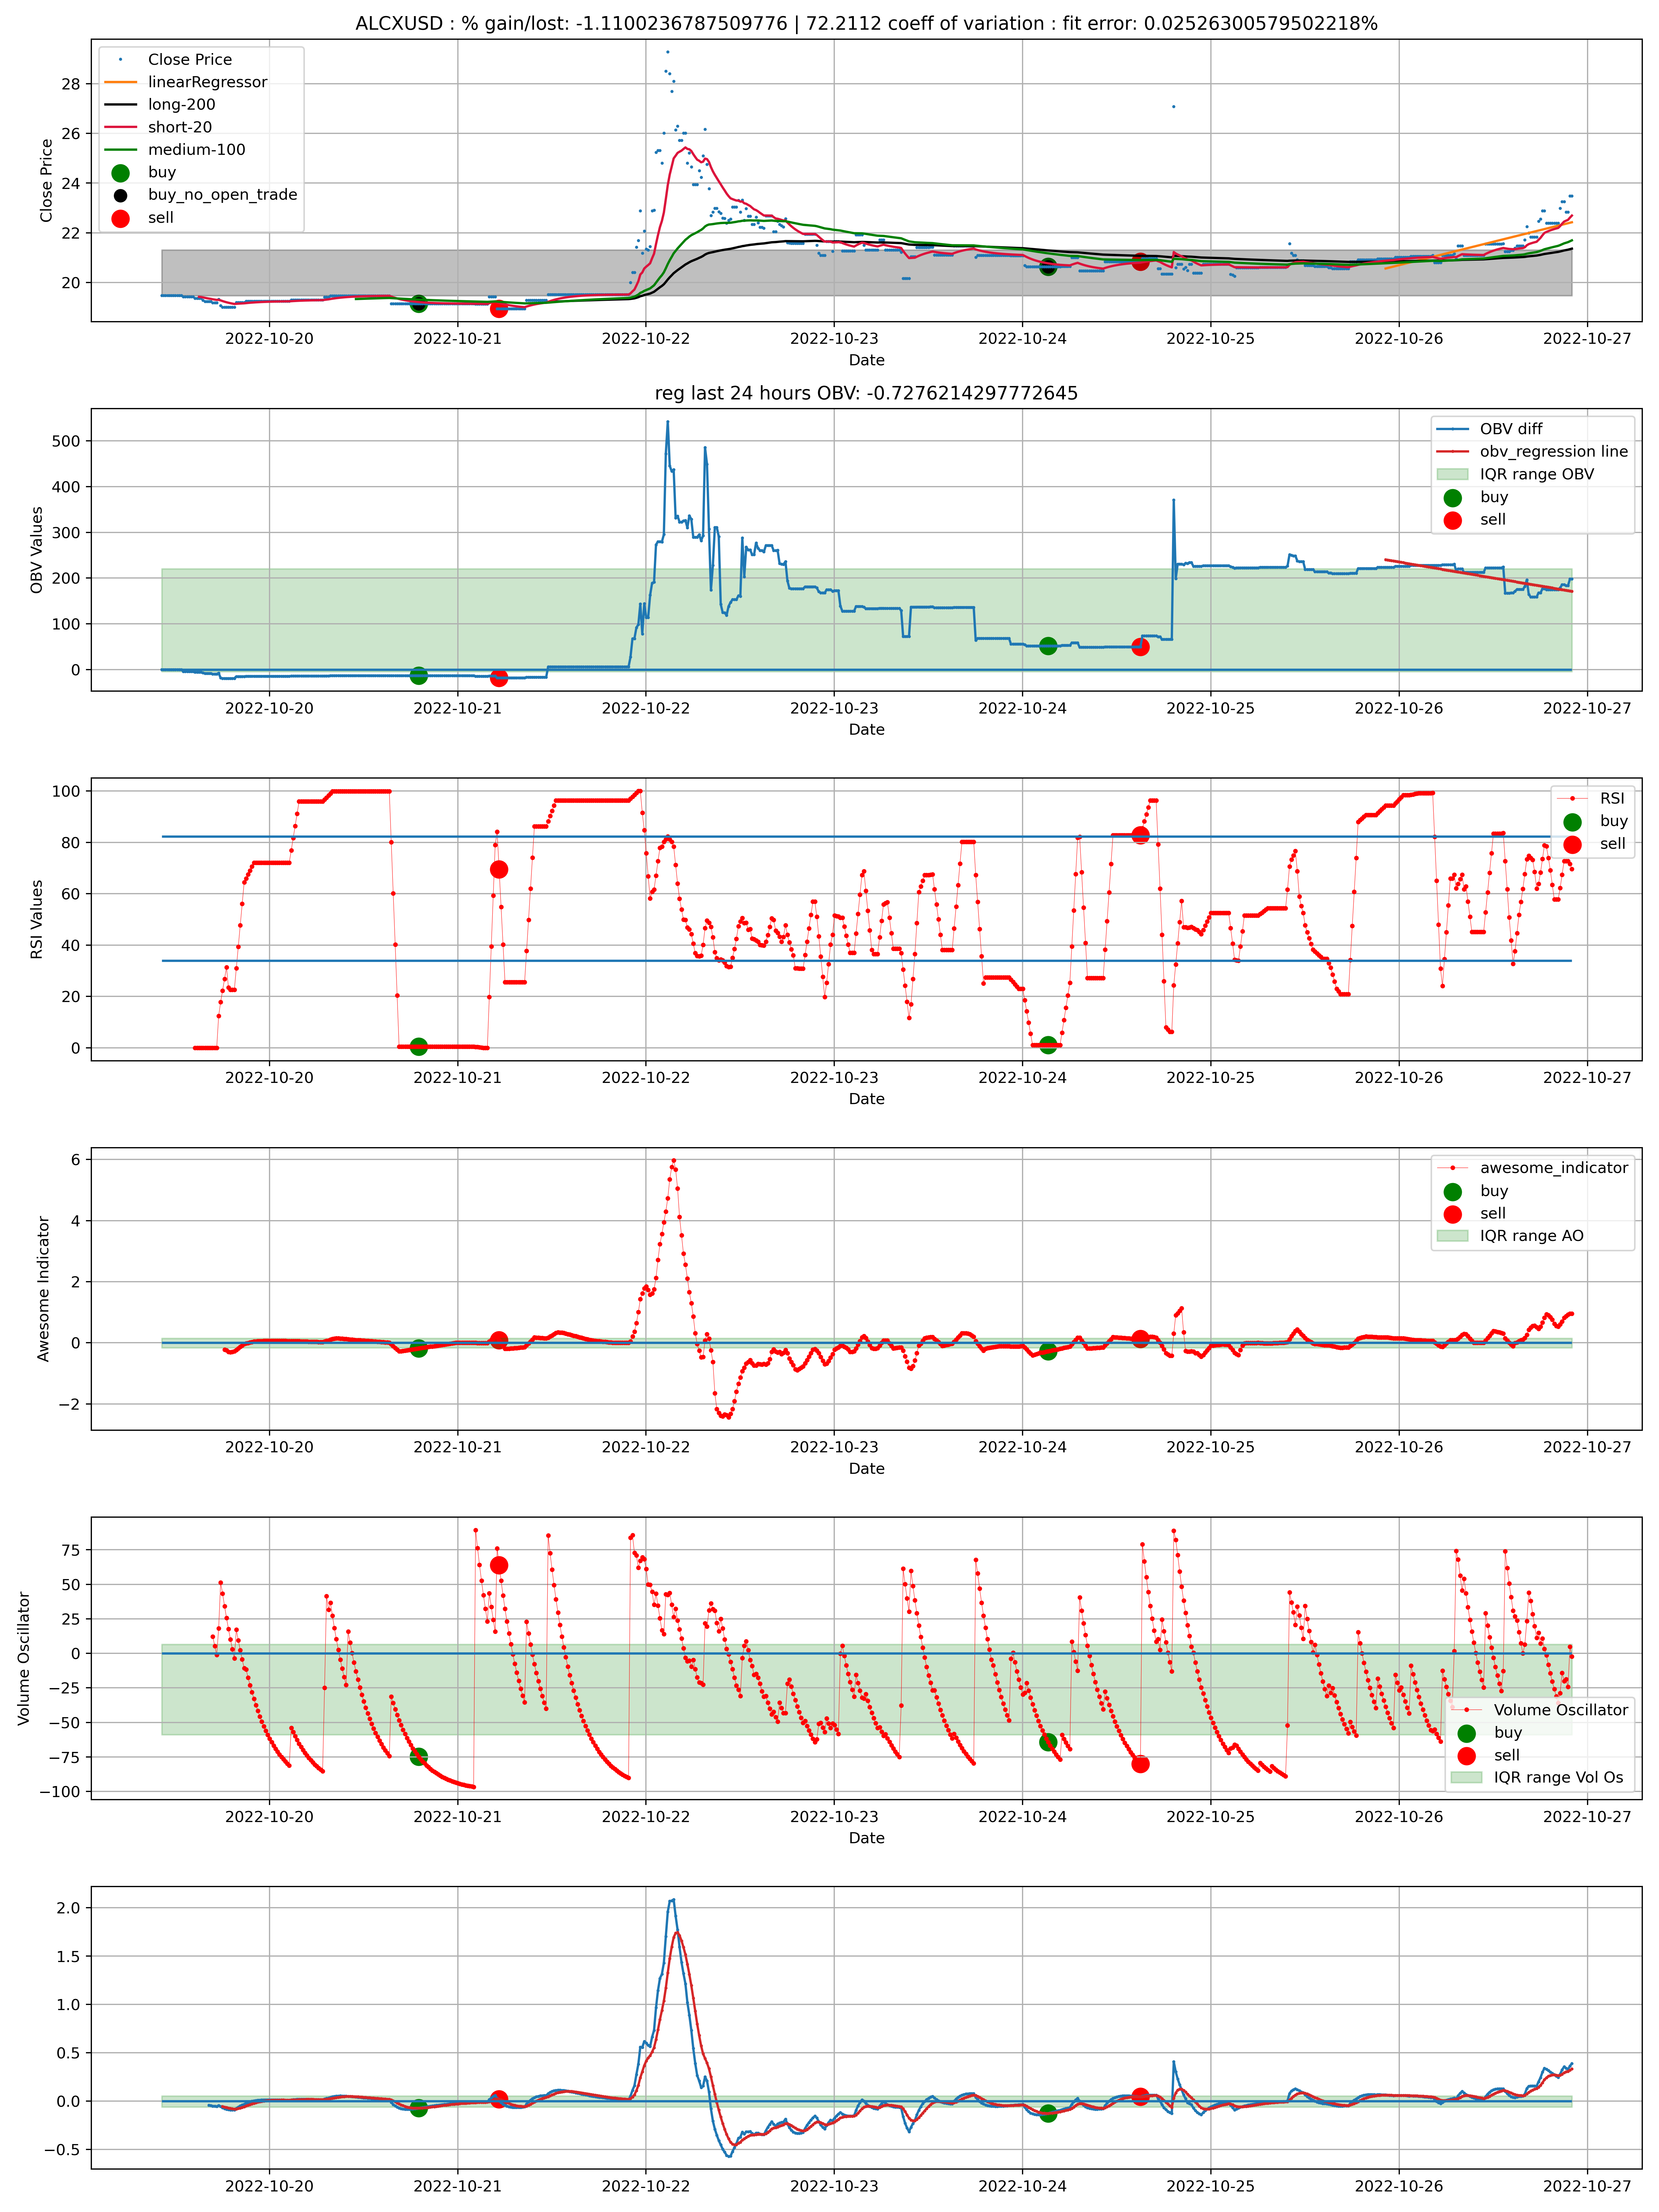 ALCXUSD : % gain/lost: -1.1100236787509776 | 72.2112 coeff of variation : fit error: 0.02526300579502218%
Close Price
linearRegressor
long-200
short-20
medium-100
buy
buy_no_open_trade
sell
Close Price
28
26
24
22
20
2022-10-20 2022-10-21 2022-10-22 2022-10-23 2022-10-24 2022-10-25 2022-10-26 2022-10-27
Date
reg last 24 hours OBV: -0.7276214297772645
OBV diff
obv_regression line
IQR range OBV
buy
sell
OBV Values
500
400
300
200
100
0
2022-10-20 2022-10-21 2022-10-22 2022-10-23 2022-10-24 2022-10-25 2022-10-26 2022-10-27
Date
RSI
buy
sell
RSI Values
100
80
60
40
20
0
2022-10-20 2022-10-21 2022-10-22 2022-10-23 2022-10-24 2022-10-25 2022-10-26 2022-10-27
Date
awesome_indicator
buy
sell
IQR range AO
Awesome Indicator
6
4
2
0
−2
2022-10-20 2022-10-21 2022-10-22 2022-10-23 2022-10-24 2022-10-25 2022-10-26 2022-10-27
Date
Volume Oscillator
75
50
25
0
−25
−50
−75
−100
Volume Oscillator
buy
sell
IQR range Vol Os
2022-10-20 2022-10-21 2022-10-22 2022-10-23 2022-10-24 2022-10-25 2022-10-26 2022-10-27
Date
2.0
1.5
1.0
0.5
0.0
−0.5
2022-10-20 2022-10-21 2022-10-22 2022-10-23 2022-10-24 2022-10-25 2022-10-26 2022-10-27